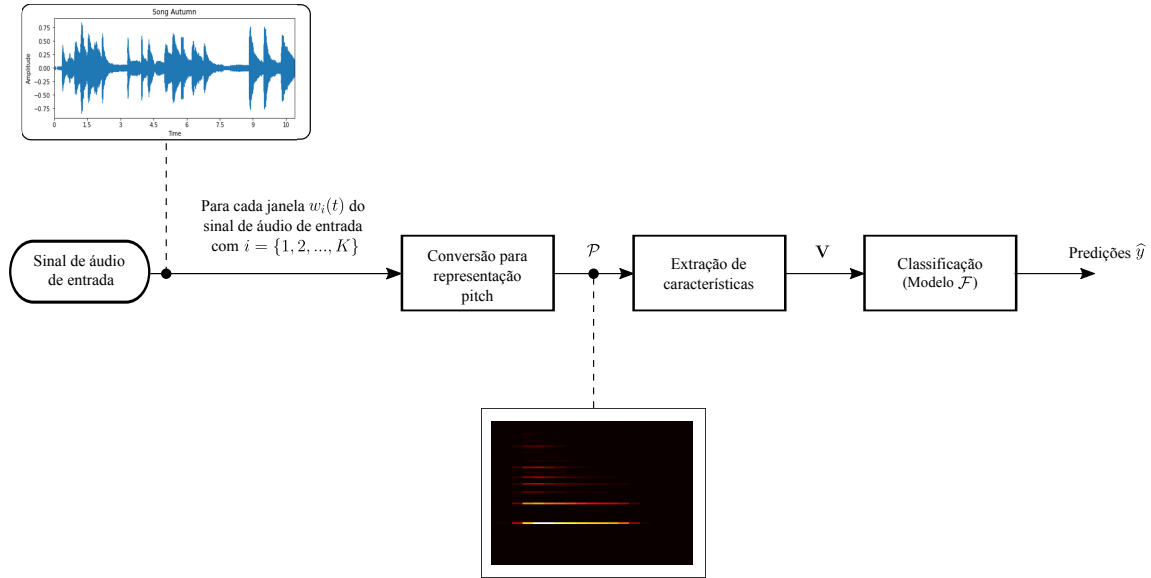 Song Autumn
Amplitude
0.75
0.50
0.25
0.00
−0.25
−0.50
−0.75
0 1.5 3 4.5 6 7.5 9 10
Time
Para cada janela $w_i(t)$ do
sinal de áudio de entrada
com $i = \{1, 2, ..., K\}$
Sinal de áudio
de entrada
Conversão para
representação
pitch
$\mathcal{P}$
Extração de
características
V
Classificação
(Modelo $\mathcal{F}$)
Predições $\widehat{y}$